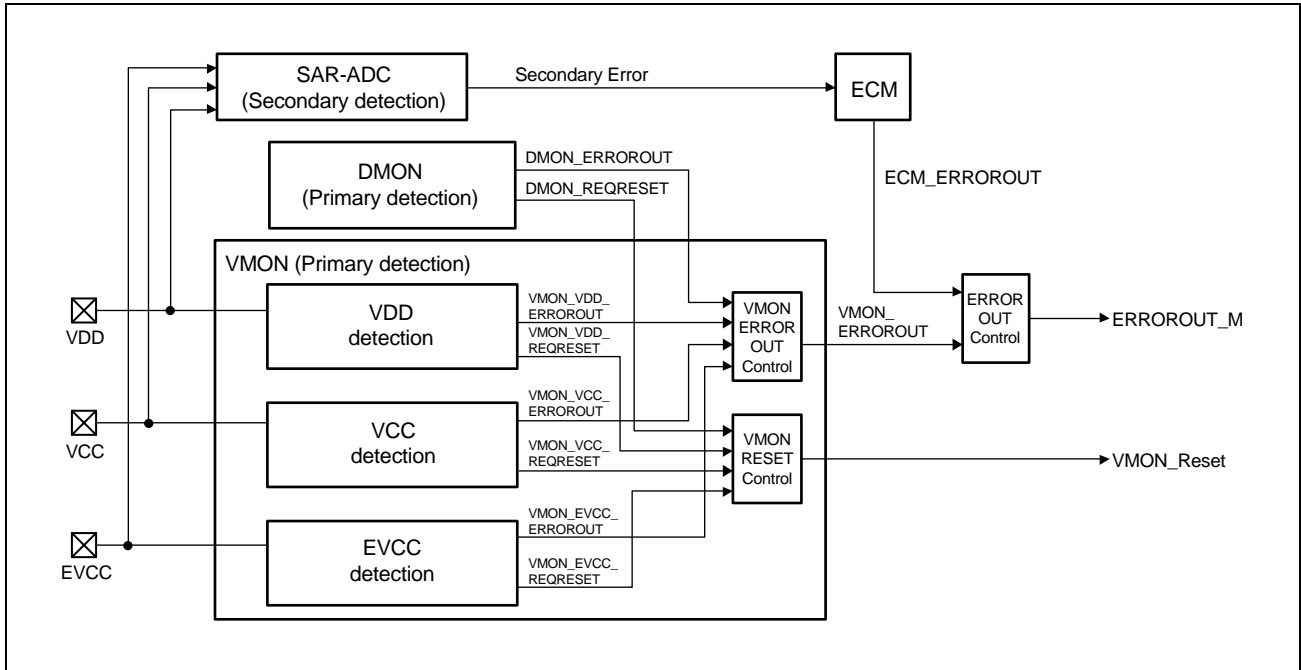 SAR-ADC
(Secondary detection)
Secondary Error
ECM
DMON
(Primary detection)
DMON_ERROROUT
DMON_REQRESET
ECM_ERROROUT
VMON (Primary detection)
VDD
VDD
detection
VMON_VDD_
ERROROUT
VMON_VDD_
REQRESET
VMON
ERROR
OUT
Control
VMON_
ERROROUT
ERROR
OUT
Control
ERROROUT_M
VCC
VCC
detection
VMON_VCC_
ERROROUT
VMON_VCC_
REQRESET
VMON
RESET
Control
VMON_Reset
EVCC
EVCC
detection
VMON_EVCC_
ERROROUT
VMON_EVCC_
REQRESET